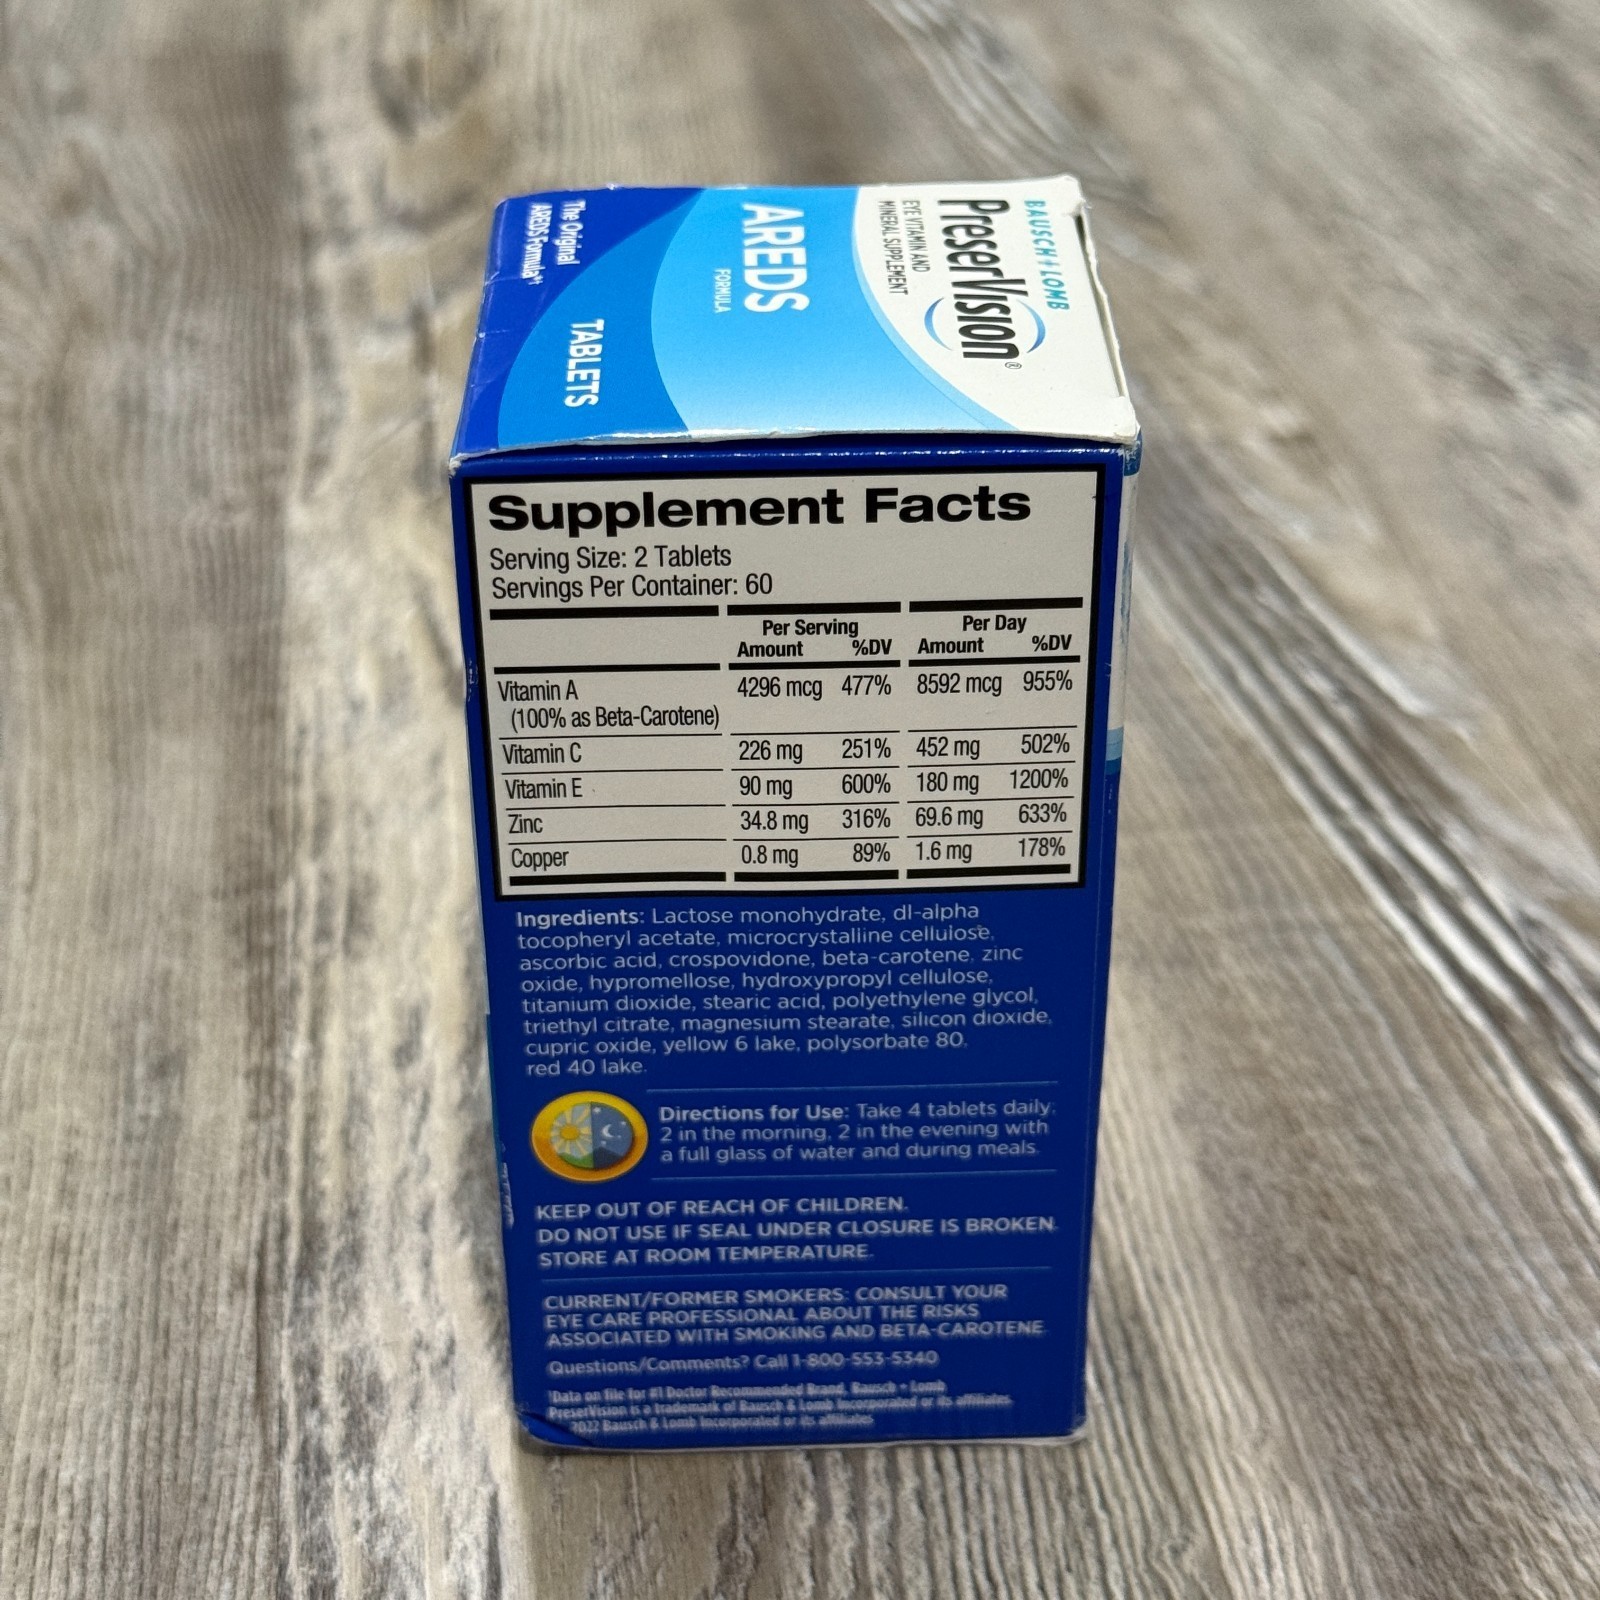 BAUSCH + LOMB
PreserVision®
EYE VITAMIN AND
MINERAL SUPPLEMENT
AREDS
FORMULA
TABLETS
The Original
AREDS Formula††
Supplement Facts
Serving Size: 2 Tablets
Servings Per Container: 60
Per Serving Per Day
Amount %DV Amount %DV
Vitamin A 4296 mcg 477% 8592 mcg 955%
(100% as Beta-Carotene)
Vitamin C 226 mg 251% 452 mg 502%
Vitamin E 90 mg 600% 180 mg 1200%
Zinc 34.8 mg 316% 69.6 mg 633%
Copper 0.8 mg 89% 1.6 mg 178%
Ingredients: Lactose monohydrate, dl-alpha
tocopheryl acetate, microcrystalline cellulose,
ascorbic acid, crospovidone, beta-carotene, zinc
oxide, hypromellose, hydroxypropyl cellulose,
titanium dioxide, stearic acid, polyethylene glycol,
triethyl citrate, magnesium stearate, silicon dioxide,
cupric oxide, yellow 6 lake, polysorbate 80,
red 40 lake.
Directions for Use: Take 4 tablets daily;
2 in the morning, 2 in the evening with
a full glass of water and during meals.
KEEP OUT OF REACH OF CHILDREN.
DO NOT USE IF SEAL UNDER CLOSURE IS BROKEN.
STORE AT ROOM TEMPERATURE.
CURRENT/FORMER SMOKERS: CONSULT YOUR
EYE CARE PROFESSIONAL ABOUT THE RISKS
ASSOCIATED WITH SMOKING AND BETA-CAROTENE.
Questions/Comments? Call 1-800-553-5340
Data on file for #1 Doctor Recommended Brand, Bausch + Lomb
PreserVision is a trademark of Bausch & Lomb Incorporated or its affiliates.
2022 Bausch & Lomb Incorporated or its affiliates